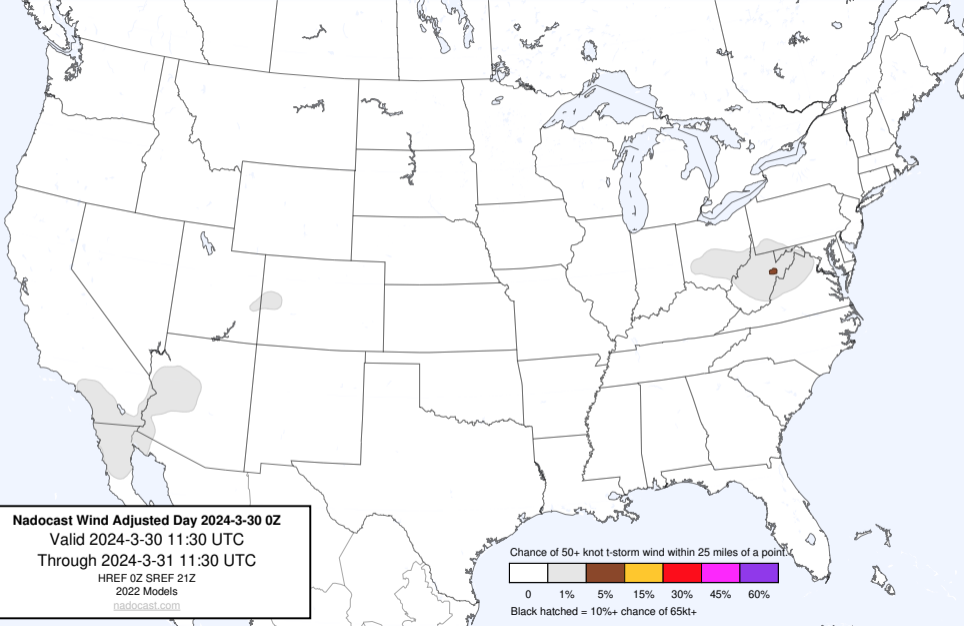 Nadocast Wind Adjusted Day 2024-3-30 0Z
Valid 2024-3-30 11:30 UTC
Through 2024-3-31 11:30 UTC
HREF 0Z SREF 21Z
2022 Models
nadocast.com
Chance of 50+ knot t-storm wind within 25 miles of a point.
0 1% 5% 15% 30% 45% 60%
Black hatched = 10%+ chance of 65kt+